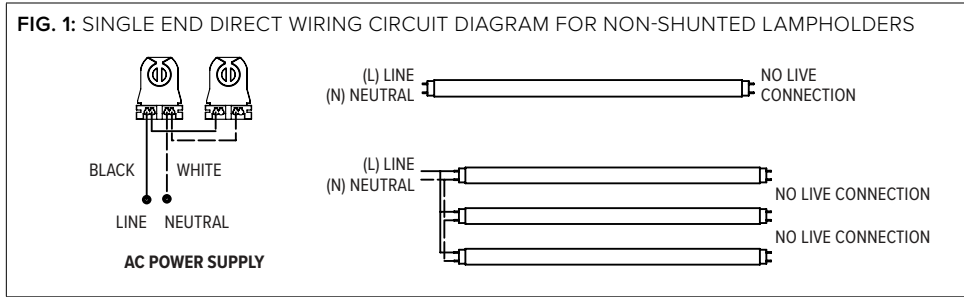 FIG. 1: SINGLE END DIRECT WIRING CIRCUIT DIAGRAM FOR NON-SHUNTED LAMPHOLDERS
BLACK WHITE
LINE NEUTRAL
AC POWER SUPPLY
(L) LINE
(N) NEUTRAL
NO LIVE
CONNECTION
(L) LINE
(N) NEUTRAL
NO LIVE CONNECTION
NO LIVE CONNECTION